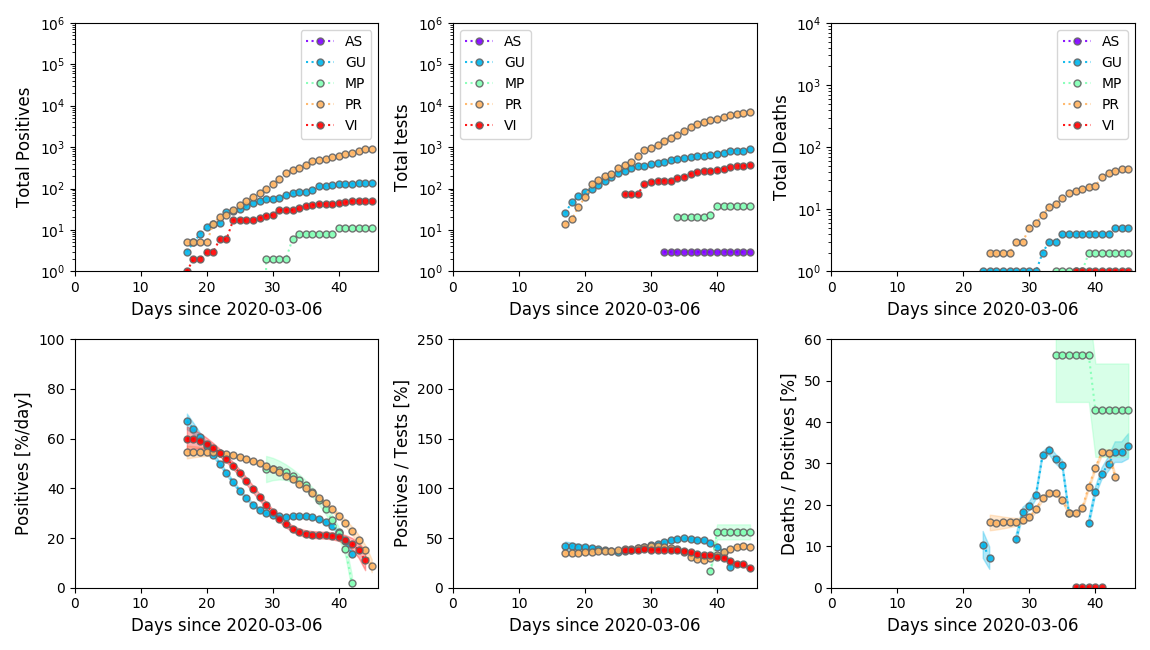 Total Positives
10^6
10^5
10^4
10^3
10^2
10^1
10^0
0 10 20 30 40
Days since 2020-03-06
AS
GU
MP
PR
VI
Total tests
10^6
10^5
10^4
10^3
10^2
10^1
10^0
0 10 20 30 40
Days since 2020-03-06
AS
GU
MP
PR
VI
Total Deaths
10^4
10^3
10^2
10^1
10^0
0 10 20 30 40
Days since 2020-03-06
AS
GU
MP
PR
VI
Positives [%/day]
100
80
60
40
20
0
0 10 20 30 40
Days since 2020-03-06
Positives / Tests [%]
250
200
150
100
50
0
0 10 20 30 40
Days since 2020-03-06
Deaths / Positives [%]
60
50
40
30
20
10
0
0 10 20 30 40
Days since 2020-03-06